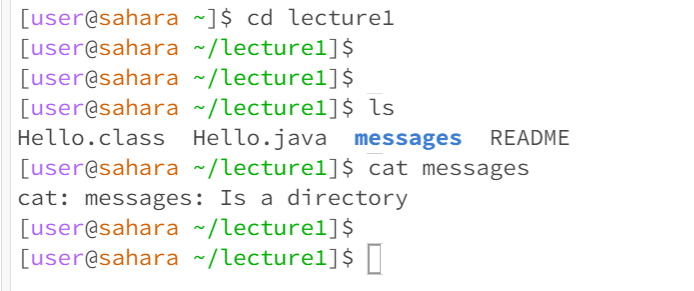 [user@sahara ~]$ cd lecture1
[user@sahara ~/lecture1]$
[user@sahara ~/lecture1]$
[user@sahara ~/lecture1]$ ls
Hello.class  Hello.java  messages  README
[user@sahara ~/lecture1]$ cat messages
cat: messages: Is a directory
[user@sahara ~/lecture1]$
[user@sahara ~/lecture1]$